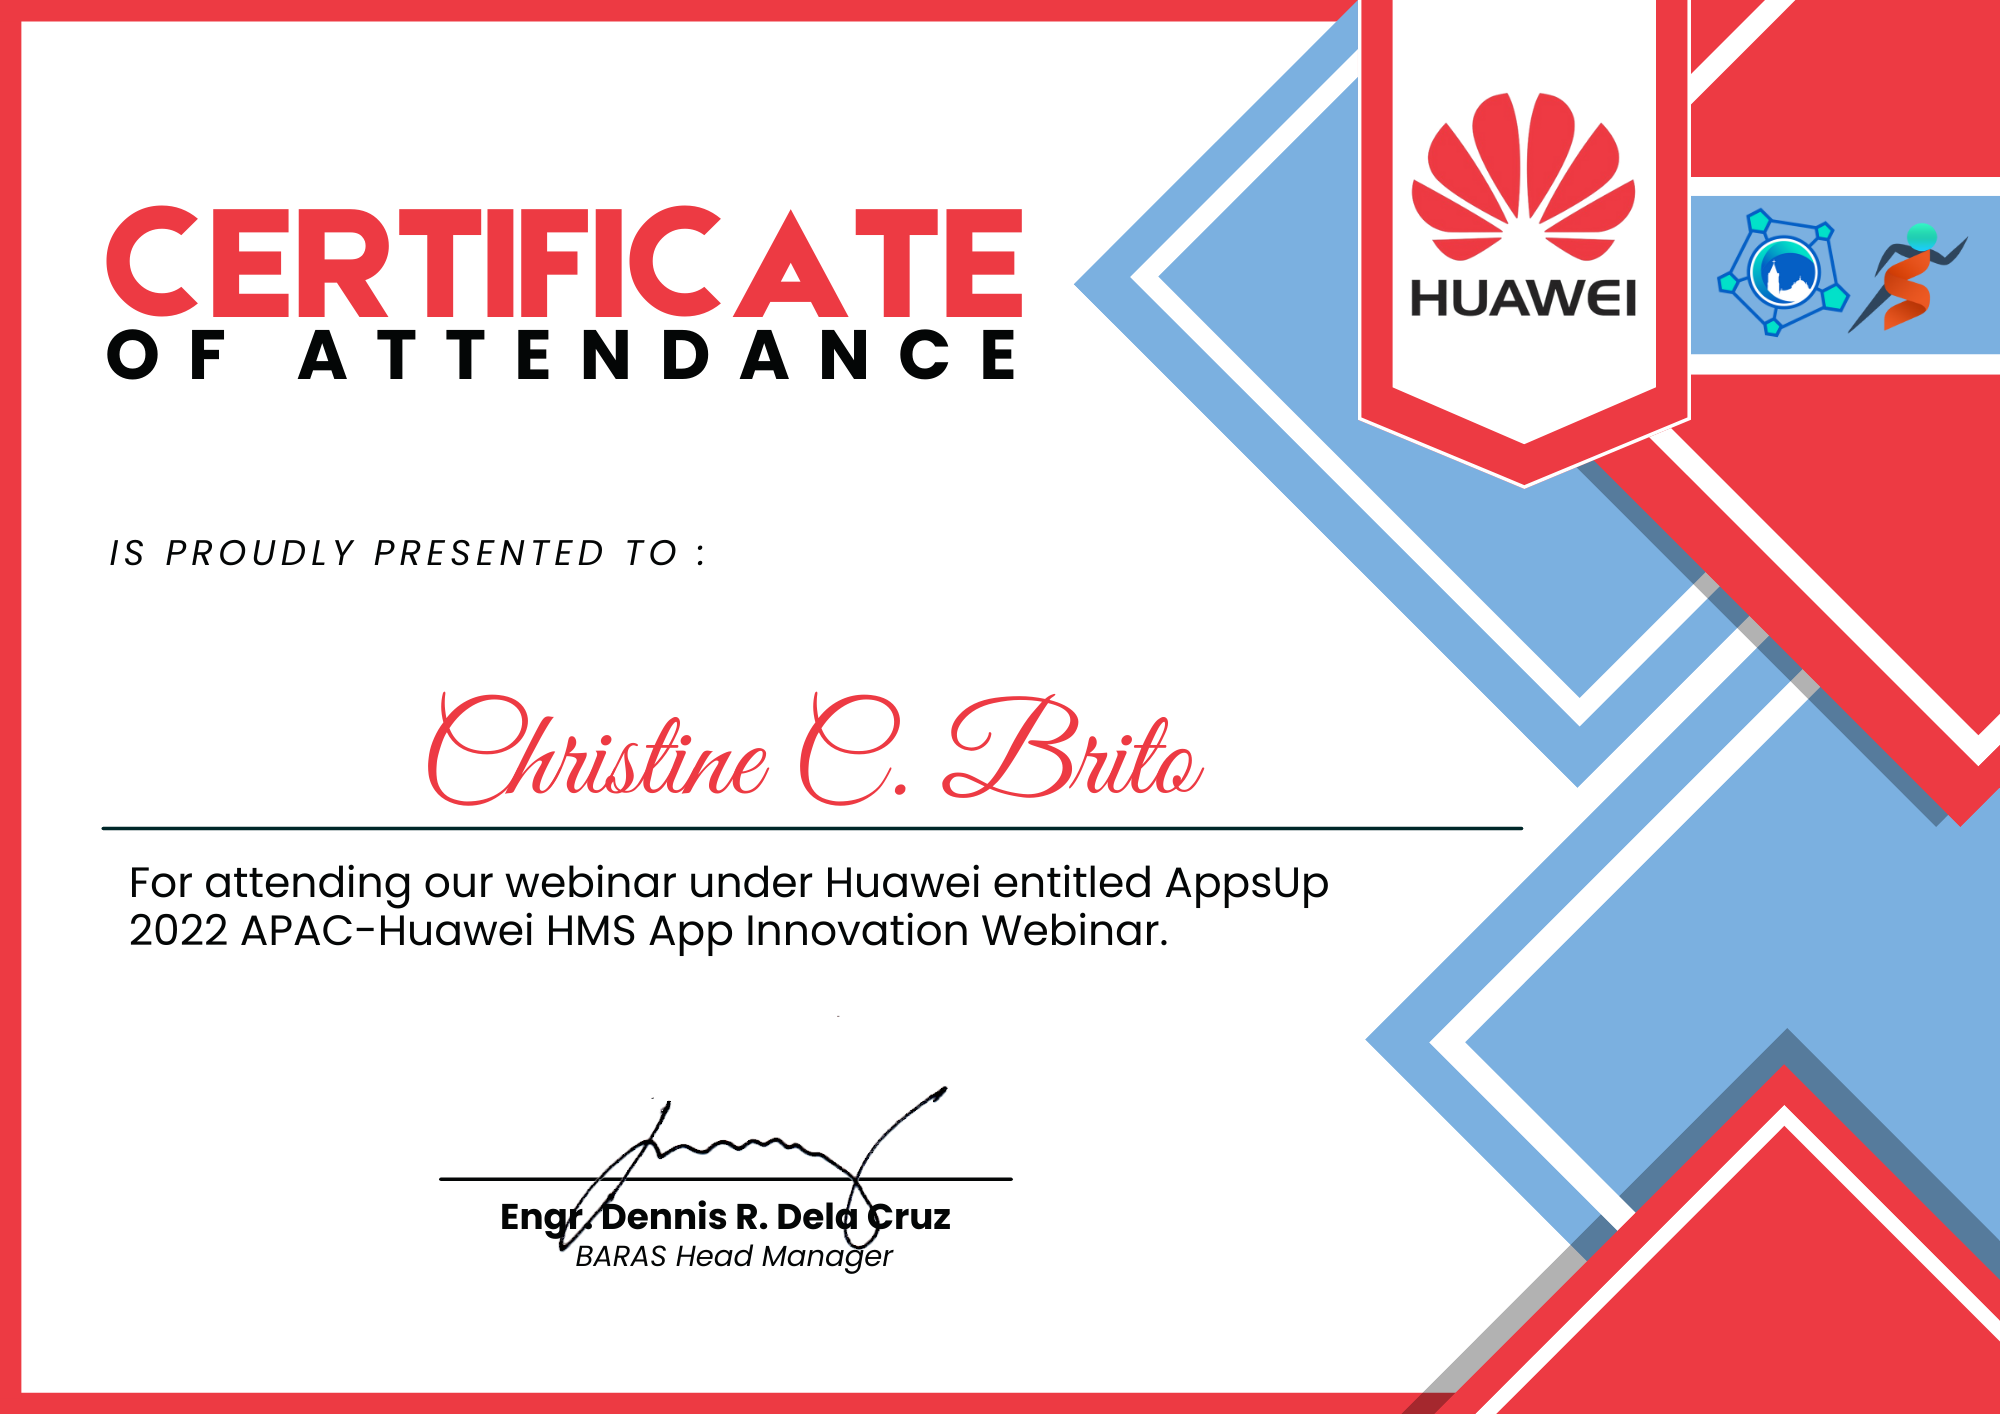 CERTIFICATE
OF ATTENDANCE
HUAWEI
IS PROUDLY PRESENTED TO :
Christine C. Brito
For attending our webinar under Huawei entitled AppsUp
2022 APAC-Huawei HMS App Innovation Webinar.
Engr. Dennis R. Dela Cruz
BARAS Head Manager